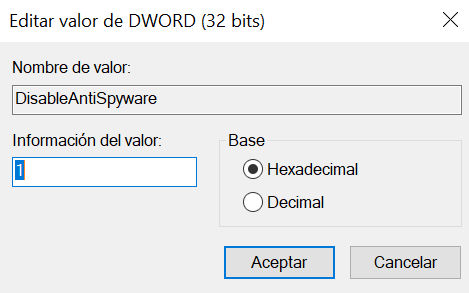 Editar valor de DWORD (32 bits)
Nombre de valor:
DisableAntiSpyware
Información del valor:
1
Base
Hexadecimal
Decimal
Aceptar
Cancelar